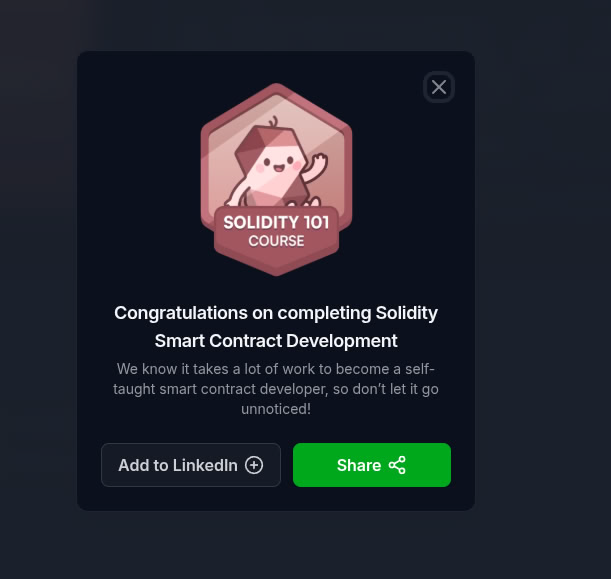 SOLIDITY 101
COURSE
Congratulations on completing Solidity
Smart Contract Development
We know it takes a lot of work to become a self-
taught smart contract developer, so don’t let it go
unnoticed!
Add to LinkedIn
Share